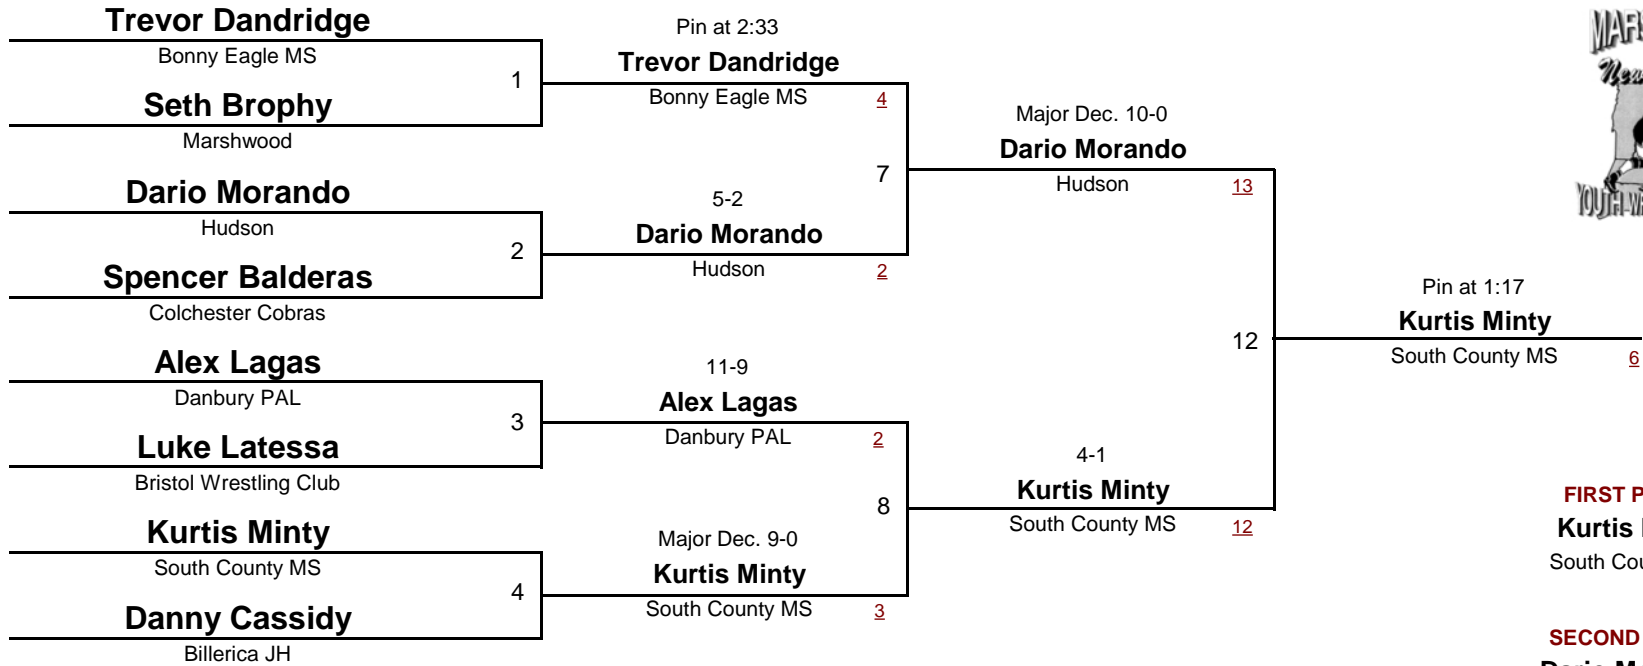 Trevor Dandridge
Bonny Eagle MS
1
Seth Brophy
Marshwood
Dario Morando
Hudson
2
Spencer Balderas
Colchester Cobras
Alex Lagas
Danbury PAL
3
Luke Latessa
Bristol Wrestling Club
Kurtis Minty
South County MS
4
Danny Cassidy
Billerica JH
Pin at 2:33
Trevor Dandridge
Bonny Eagle MS 4
7
5-2
Dario Morando
Hudson 2
11-9
Alex Lagas
Danbury PAL 2
8
Major Dec. 9-0
Kurtis Minty
South County MS 3
Major Dec. 10-0
Dario Morando
Hudson 13
12
4-1
Kurtis Minty
South County MS 12
Pin at 1:17
Kurtis Minty
South County MS 6
YOUTH
FIRST
Kurtis
South
SECOND